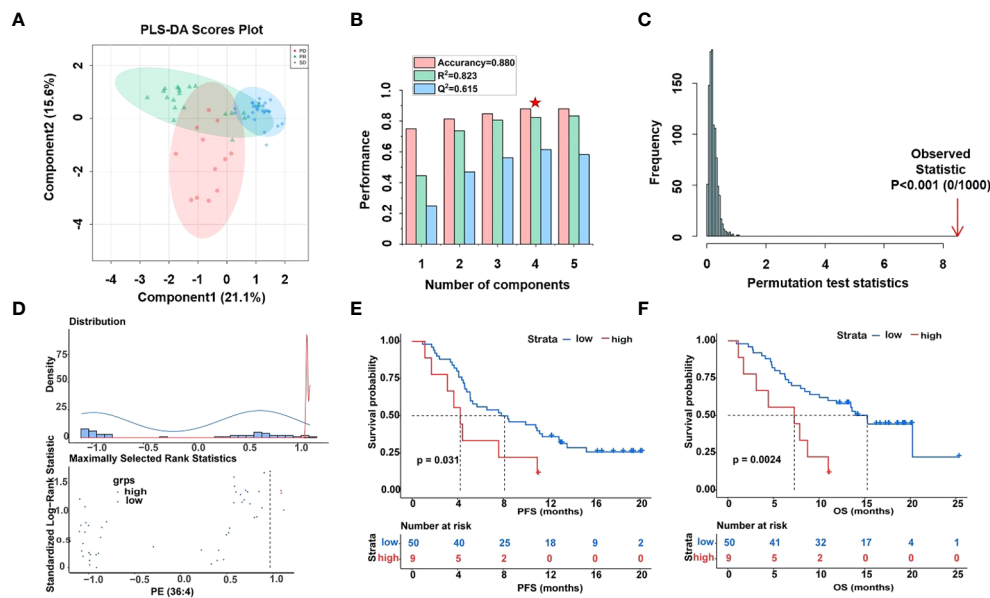 A
PLS-DA Scores Plot
PD
PR
SD
Component2 (15.6%)
2
0
-2
-4
-4 -3 -2 -1 0 1 2
Component1 (21.1%)
B
Accurancy=0.880
R²=0.823
Q²=0.615
Performance
1.0
0.8
0.6
0.4
0.2
0
1 2 3 4 5
Number of components
C
Frequency
150
100
50
0
Observed
Statistic
P<0.001 (0/1000)
0 2 4 6 8
Permutation test statistics
D
Distribution
Density
75
50
25
0
−1.0 −0.5 0.0 0.5 1.0
Maximally Selected Rank Statistics
Standardized Log−Rank Statistic
1.5
1.0
0.5
0
grps
high
low
−1.0 −0.5 0.0 0.5 1.0
PE (36:4)
E
Strata low high
Survival probability
1.00
0.75
0.50
0.25
0.00
p = 0.031
0 4 8 12 16 20
PFS (months)
Number at risk
Strata
low 50 40 25 18 9 2
high 9 5 2 0 0 0
0 4 8 12 16 20
PFS (months)
F
Strata low high
Survival probability
1.00
0.75
0.50
0.25
0.00
p = 0.0024
0 5 10 15 20 25
OS (months)
Number at risk
Strata
low 50 41 32 17 4 1
high 9 5 2 0 0 0
0 5 10 15 20 25
OS (months)